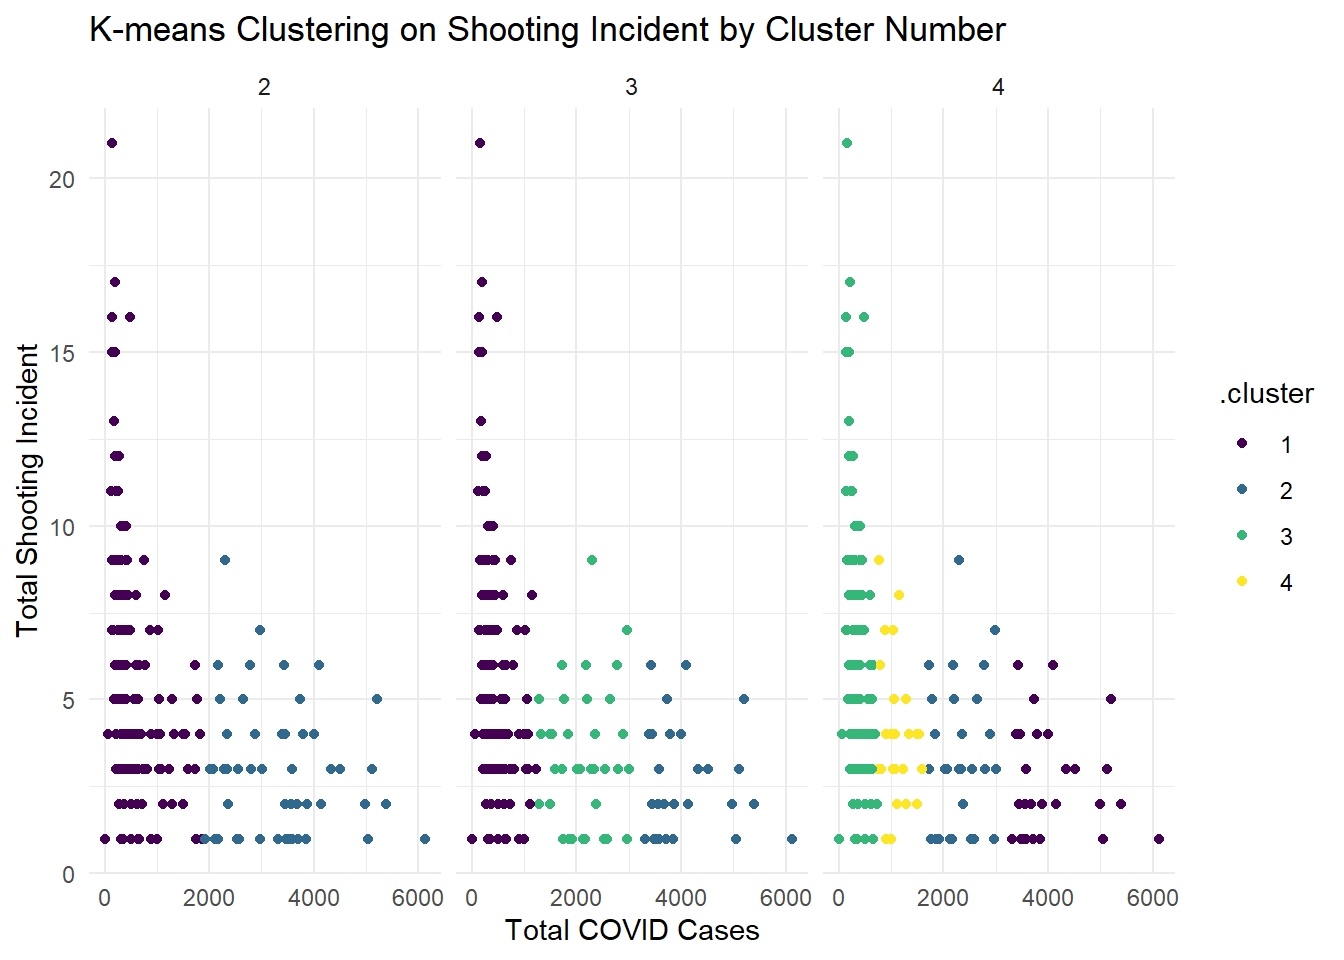 K-means Clustering on Shooting Incident by Cluster Number
2 3 4
20
15
10
5
0
Total Shooting Incident
0 2000 4000 6000 0 2000 4000 6000 0 2000 4000 6000
Total COVID Cases
.cluster
1
2
3
4